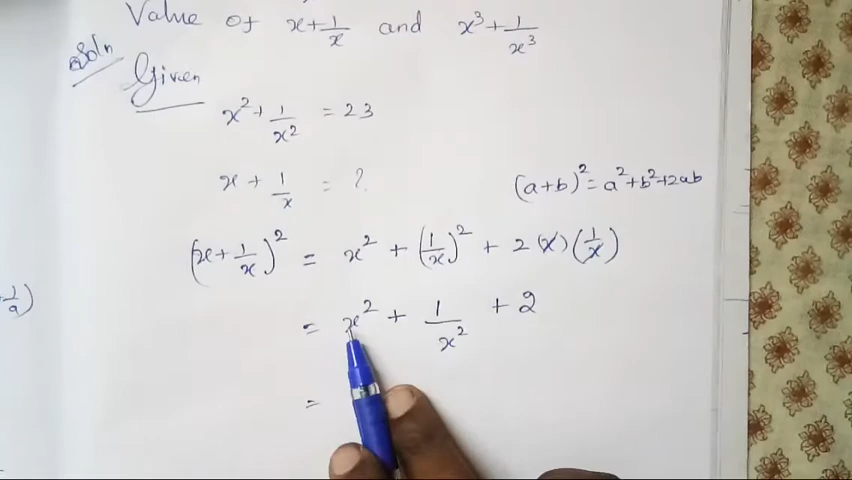 Value of x + 1/x and x³ + 1/x³
Soln
Given
x² + 1/x² = 23
x + 1/x = ?
(a+b)² = a² + b² + 2ab
(x + 1/x)² = x² + (1/x)² + 2(x)(1/x)
= x² + 1/x² + 2
=